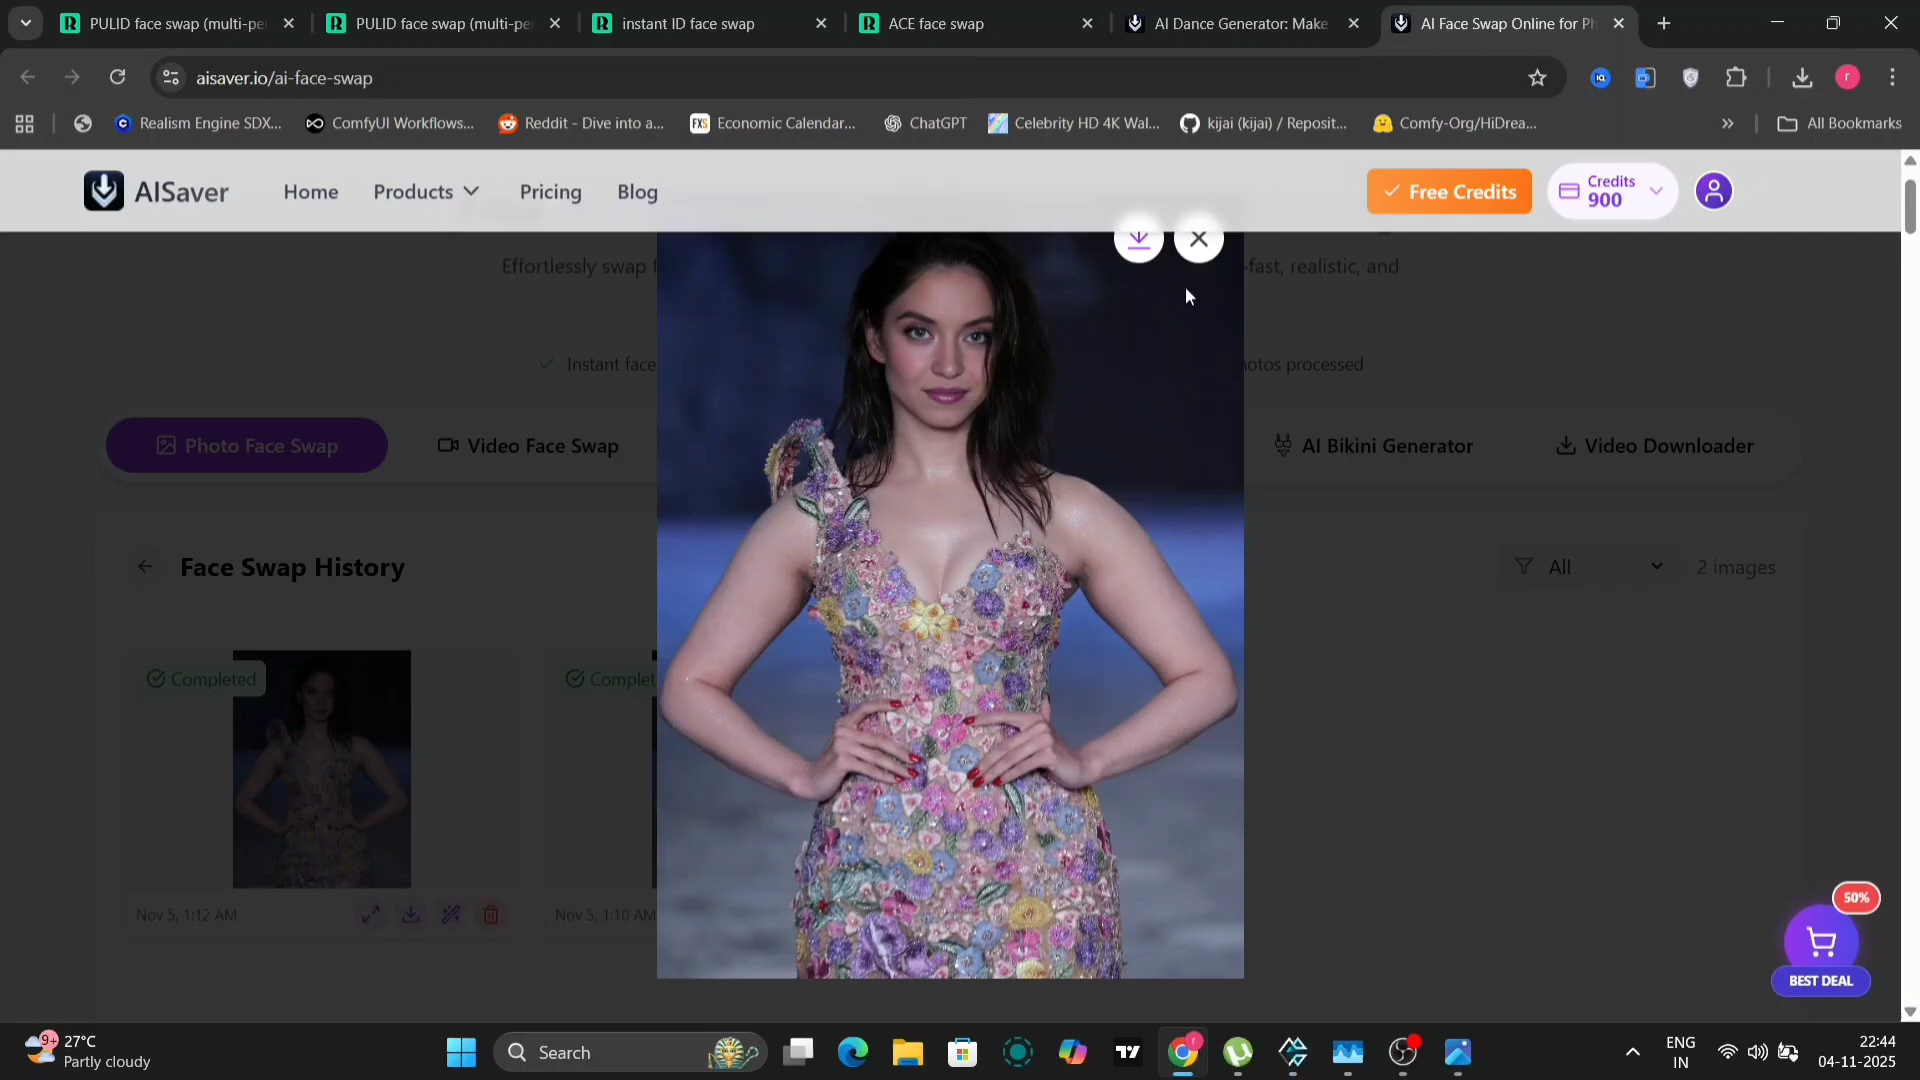 PULID face swap (multi-pe
PULID face swap (multi-pe
instant ID face swap
ACE face swap
AI Dance Generator: Make
AI Face Swap Online for Ph
aisaver.io/ai-face-swap
r
Realism Engine SDX...
ComfyUI Workflows...
Reddit - Dive into a...
FXS
Economic Calendar...
ChatGPT
Celebrity HD 4K Wal...
kijai (kijai) / Reposit...
Comfy-Org/HiDrea...
All Bookmarks
AISaver
Home
Products
Pricing
Blog
Free Credits
Credits
900
Effortlessly swap f
-fast, realistic, and
Instant face
otos processed
Photo Face Swap
Video Face Swap
AI Bikini Generator
Video Downloader
Face Swap History
All
2 images
Completed
Complet
Nov 5, 1:12 AM
Nov 5, 1:10 AM
50%
BEST DEAL
9+
27°C
Partly cloudy
Search
ENG
IN
22:44
04-11-2025